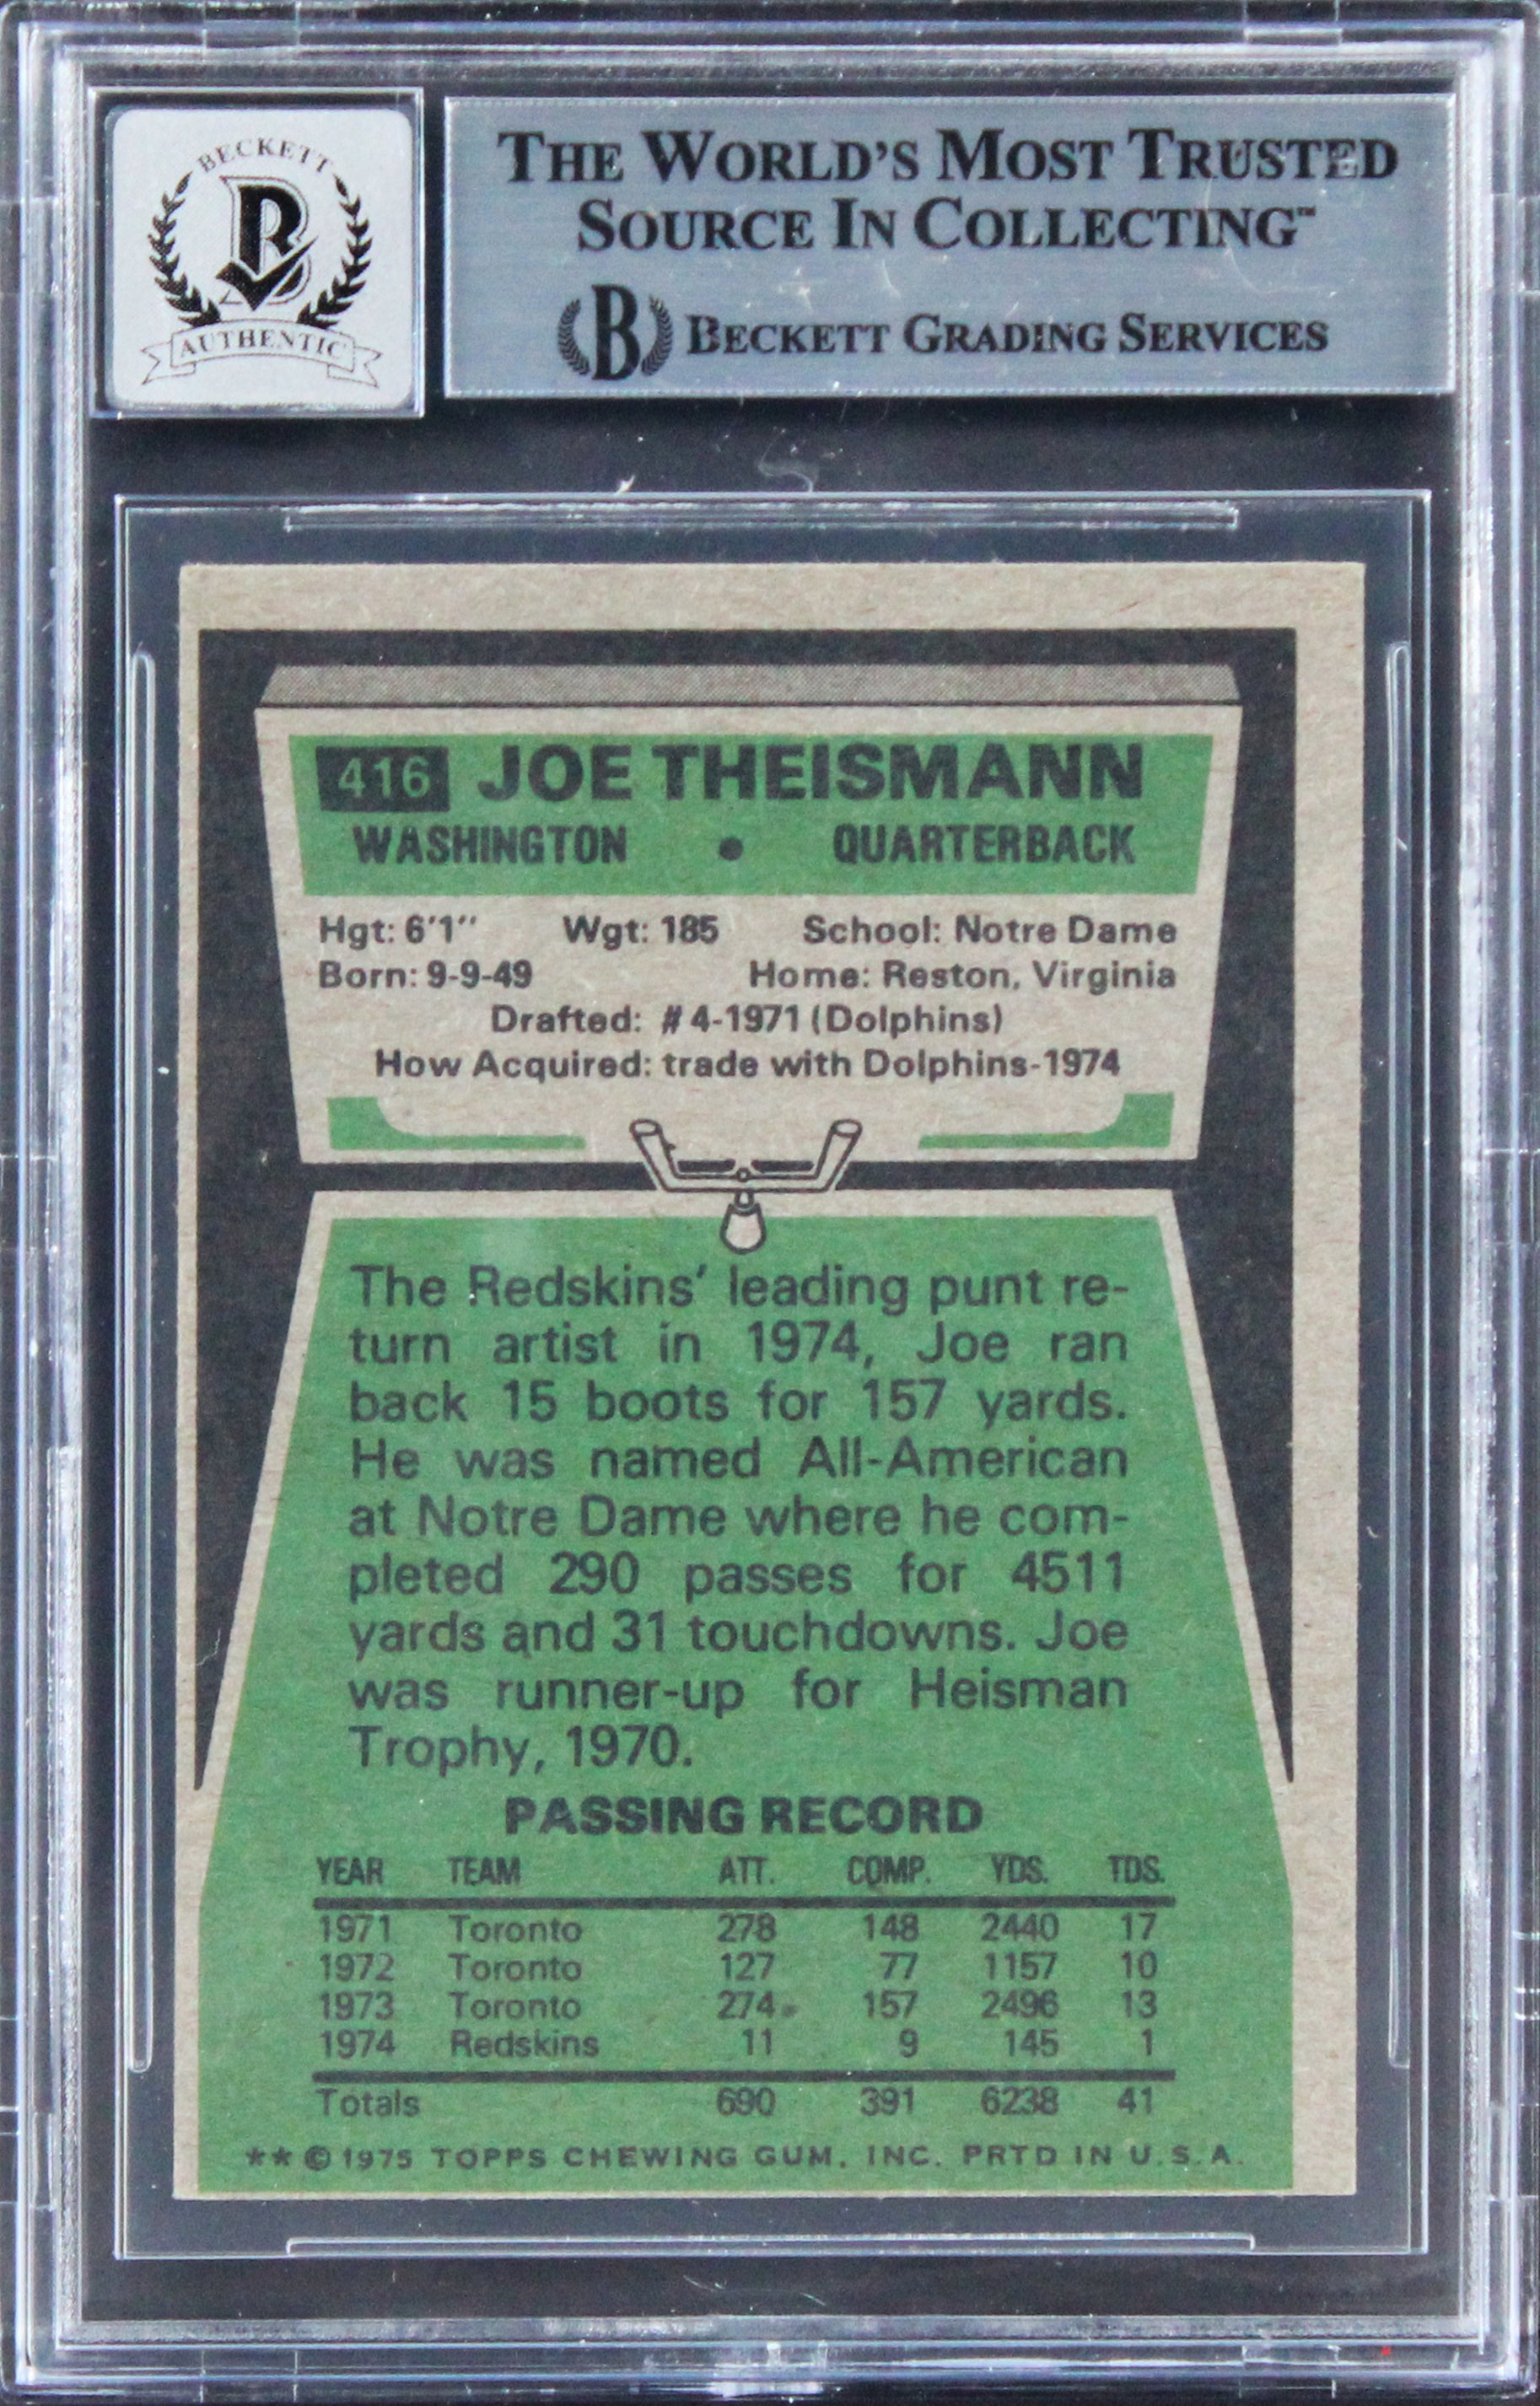 BECKETT
B
AUTHENTIC
THE WORLD'S MOST TRUSTED
SOURCE IN COLLECTING™
B BECKETT GRADING SERVICES
416 JOE THEISMANN
WASHINGTON • QUARTERBACK
Hgt: 6'1" Wgt: 185 School: Notre Dame
Born: 9-9-49 Home: Reston, Virginia
Drafted: #4-1971 (Dolphins)
How Acquired: trade with Dolphins-1974
The Redskins' leading punt re-
turn artist in 1974, Joe ran
back 15 boots for 157 yards.
He was named All-American
at Notre Dame where he com-
pleted 290 passes for 4511
yards and 31 touchdowns. Joe
was runner-up for Heisman
Trophy, 1970.
PASSING RECORD
YEAR TEAM ATT. COMP. YDS. TDS.
1971 Toronto 278 148 2440 17
1972 Toronto 127 77 1157 10
1973 Toronto 274 157 2496 13
1974 Redskins 11 9 145 1
Totals 690 391 6238 41
** © 1975 TOPPS CHEWING GUM, INC. PRTD IN U.S.A.